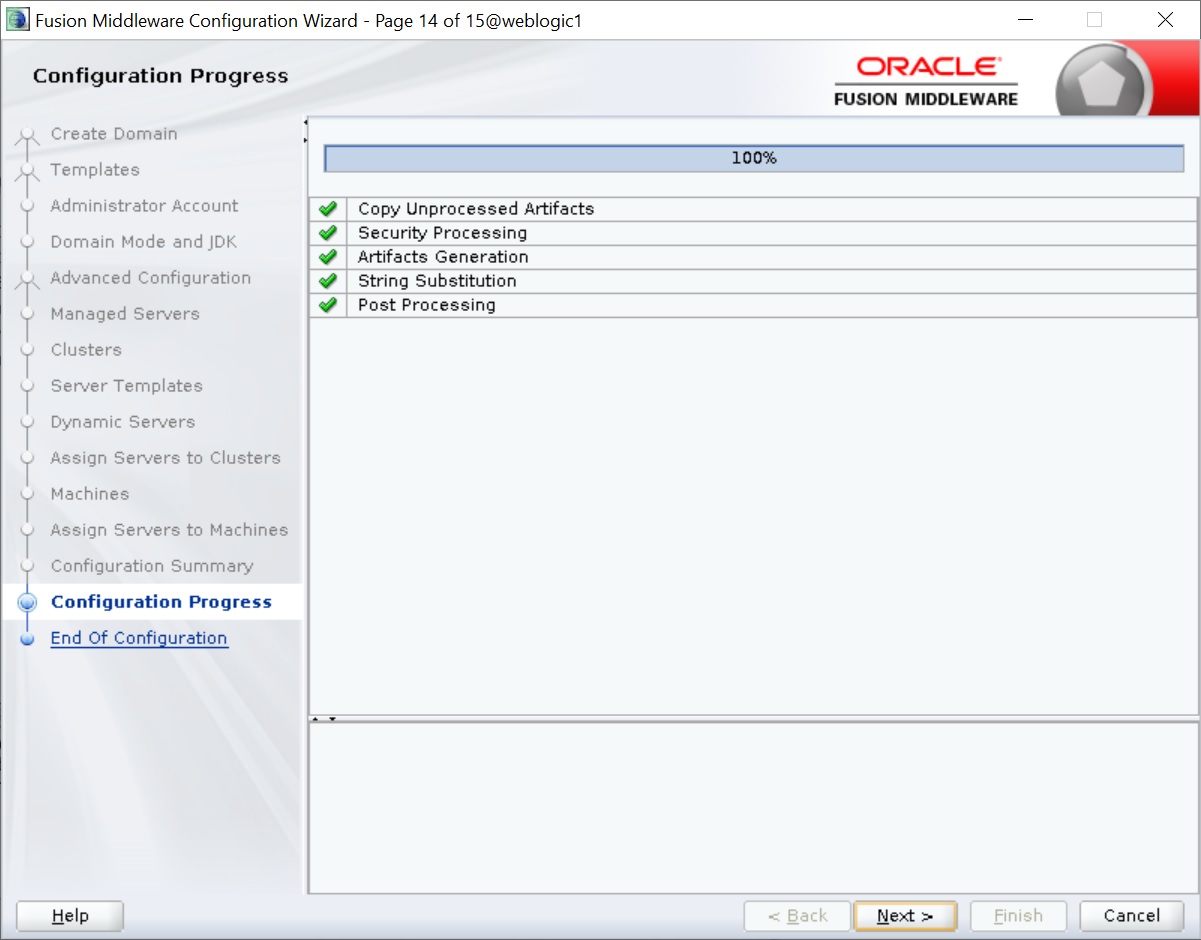 Fusion Middleware Configuration Wizard - Page 14 of 15@weblogic1
Configuration Progress
ORACLE
FUSION MIDDLEWARE
Create Domain
Templates
Administrator Account
Domain Mode and JDK
Advanced Configuration
Managed Servers
Clusters
Server Templates
Dynamic Servers
Assign Servers to Clusters
Machines
Assign Servers to Machines
Configuration Summary
Configuration Progress
End Of Configuration
100%
Copy Unprocessed Artifacts
Security Processing
Artifacts Generation
String Substitution
Post Processing
Help
< Back
Next >
Finish
Cancel